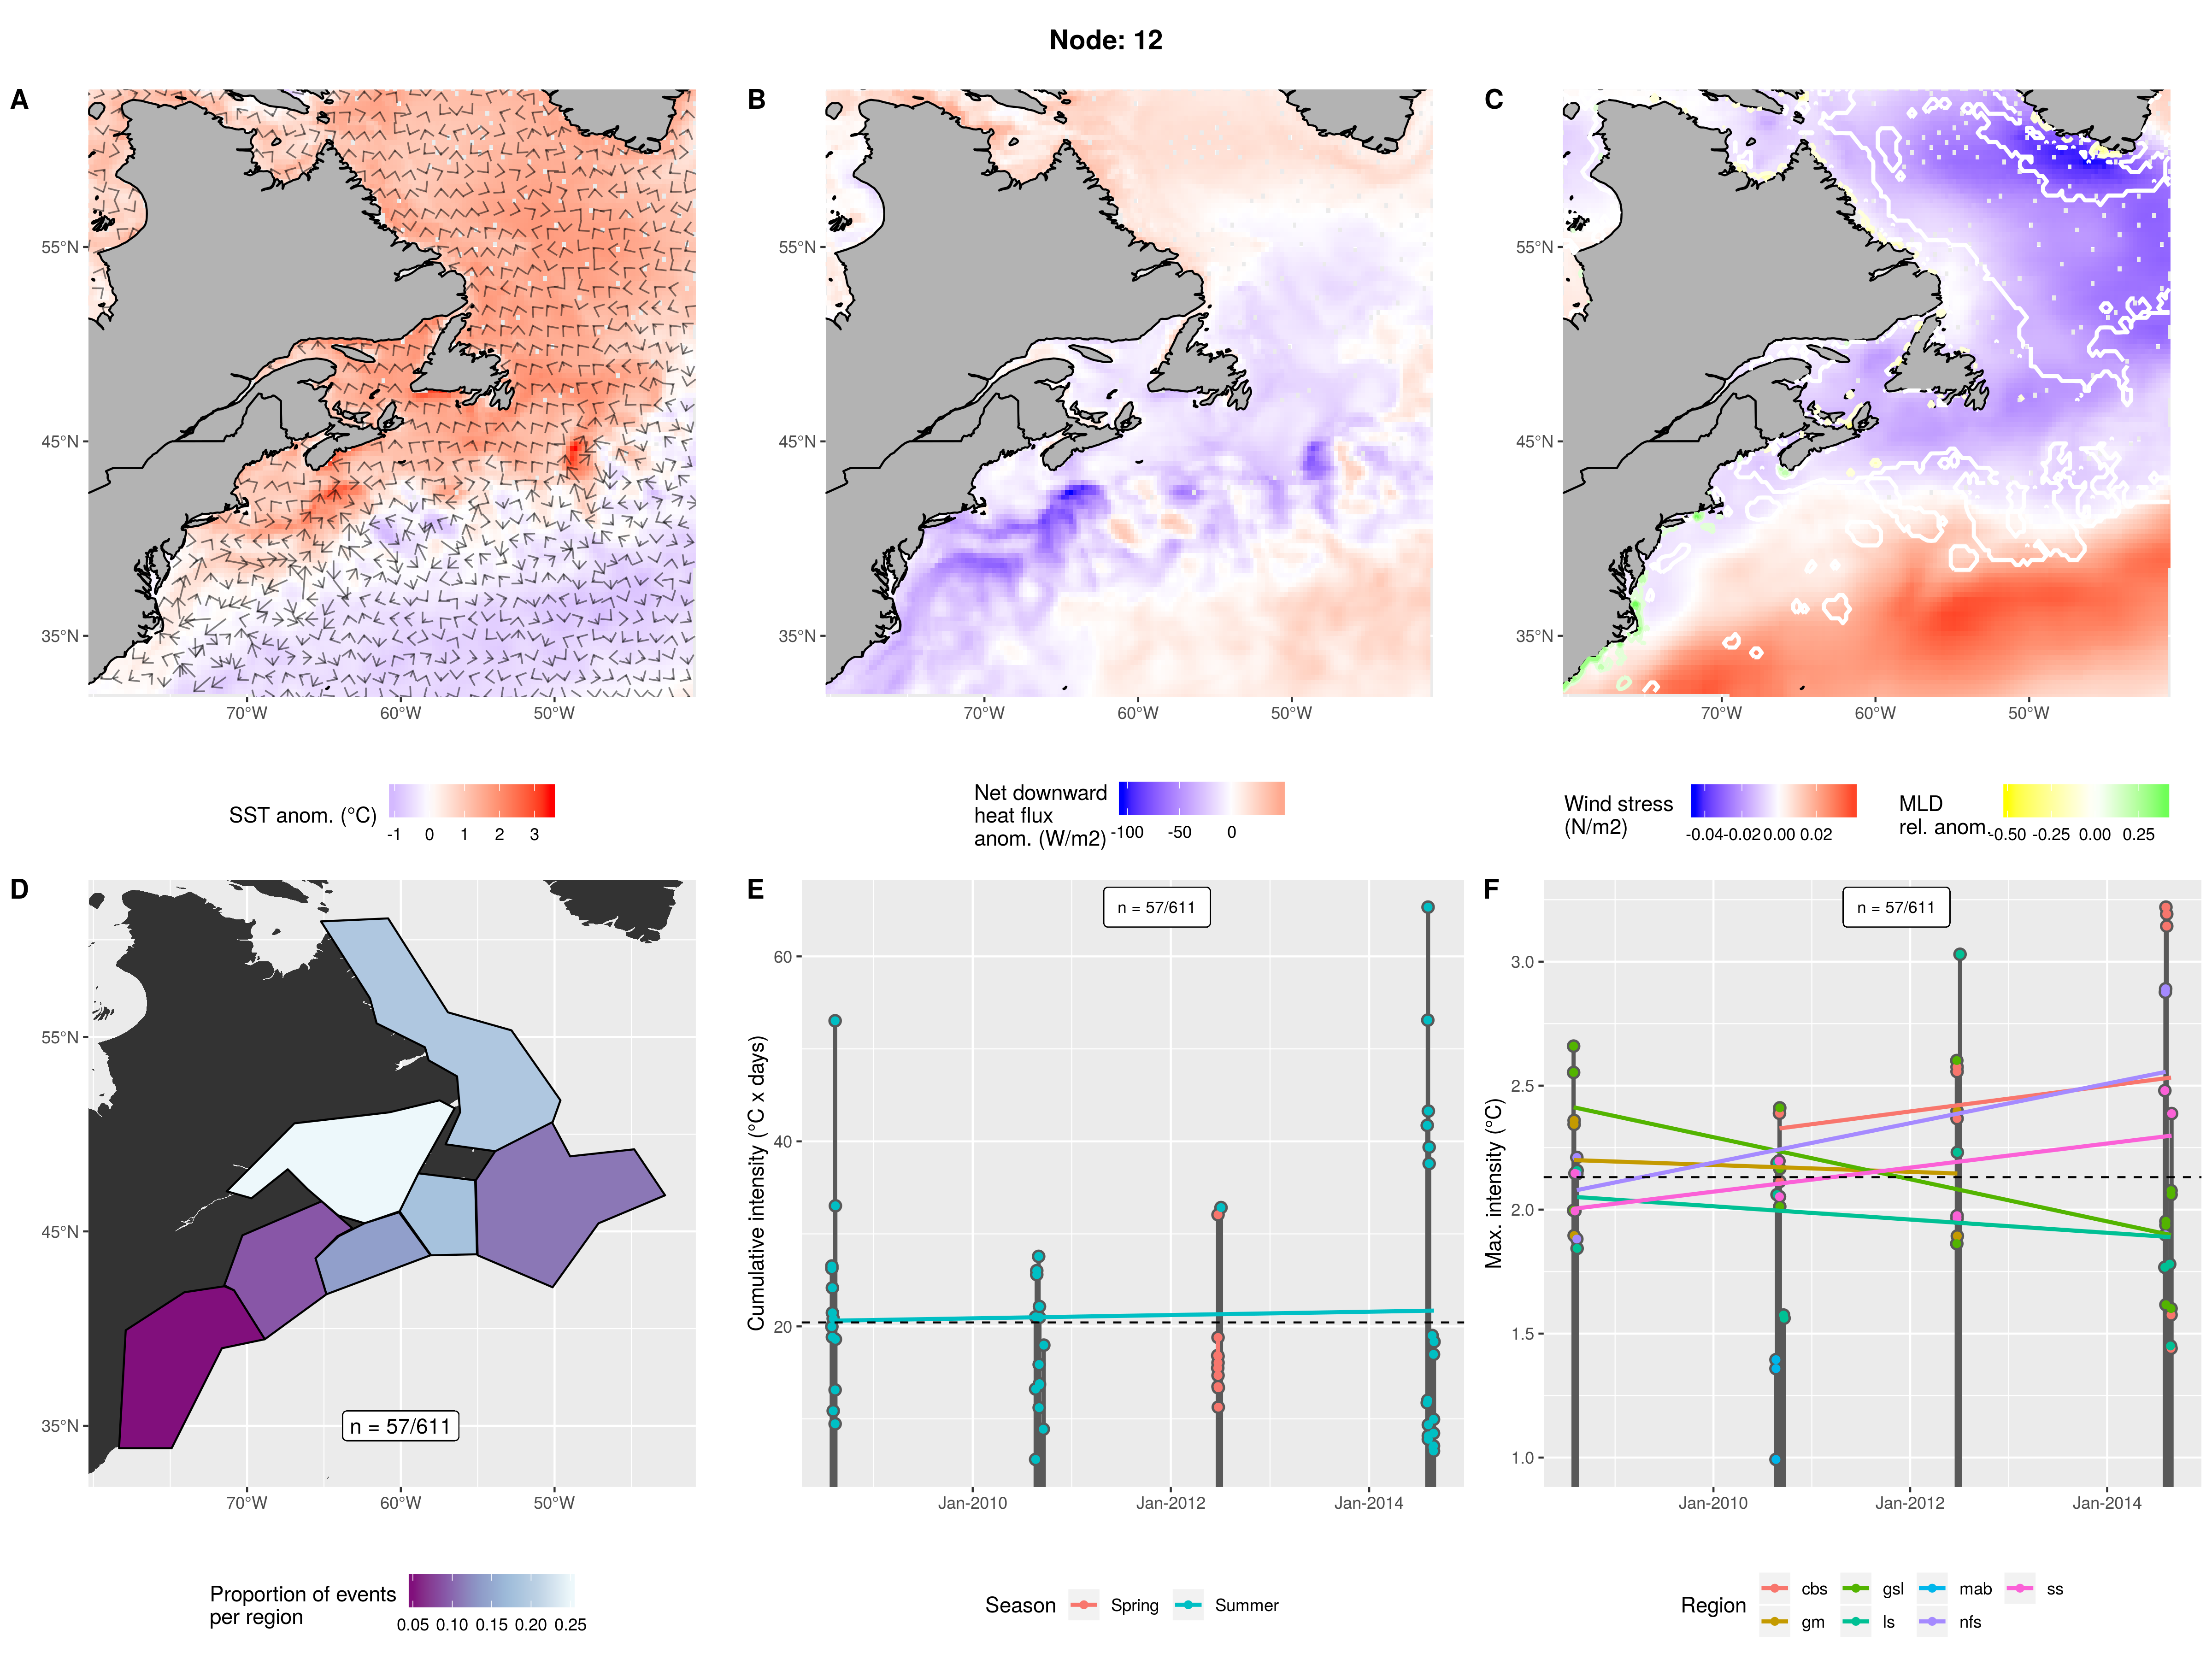 Node: 12
A
B
C
55°N
45°N
35°N
70°W 60°W 50°W
55°N
45°N
35°N
70°W 60°W 50°W
55°N
45°N
35°N
70°W 60°W 50°W
SST anom. (°C)
-1 0 1 2 3
Net downward
heat flux
anom. (W/m2)
-100 -50 0
Wind stress
(N/m2)
-0.04 -0.02 0.00 0.02
MLD
rel. anom.
-0.50 -0.25 0.00 0.25
D
E
F
55°N
45°N
35°N
n = 57/611
70°W 60°W 50°W
Proportion of events
per region
0.05 0.10 0.15 0.20 0.25
n = 57/611
Cumulative intensity (°C x days)
60
40
20
Jan-2010 Jan-2012 Jan-2014
Season Spring Summer
n = 57/611
Max. intensity (°C)
3.0
2.5
2.0
1.5
1.0
Jan-2010 Jan-2012 Jan-2014
Region
cbs gsl mab ss
gm ls nfs